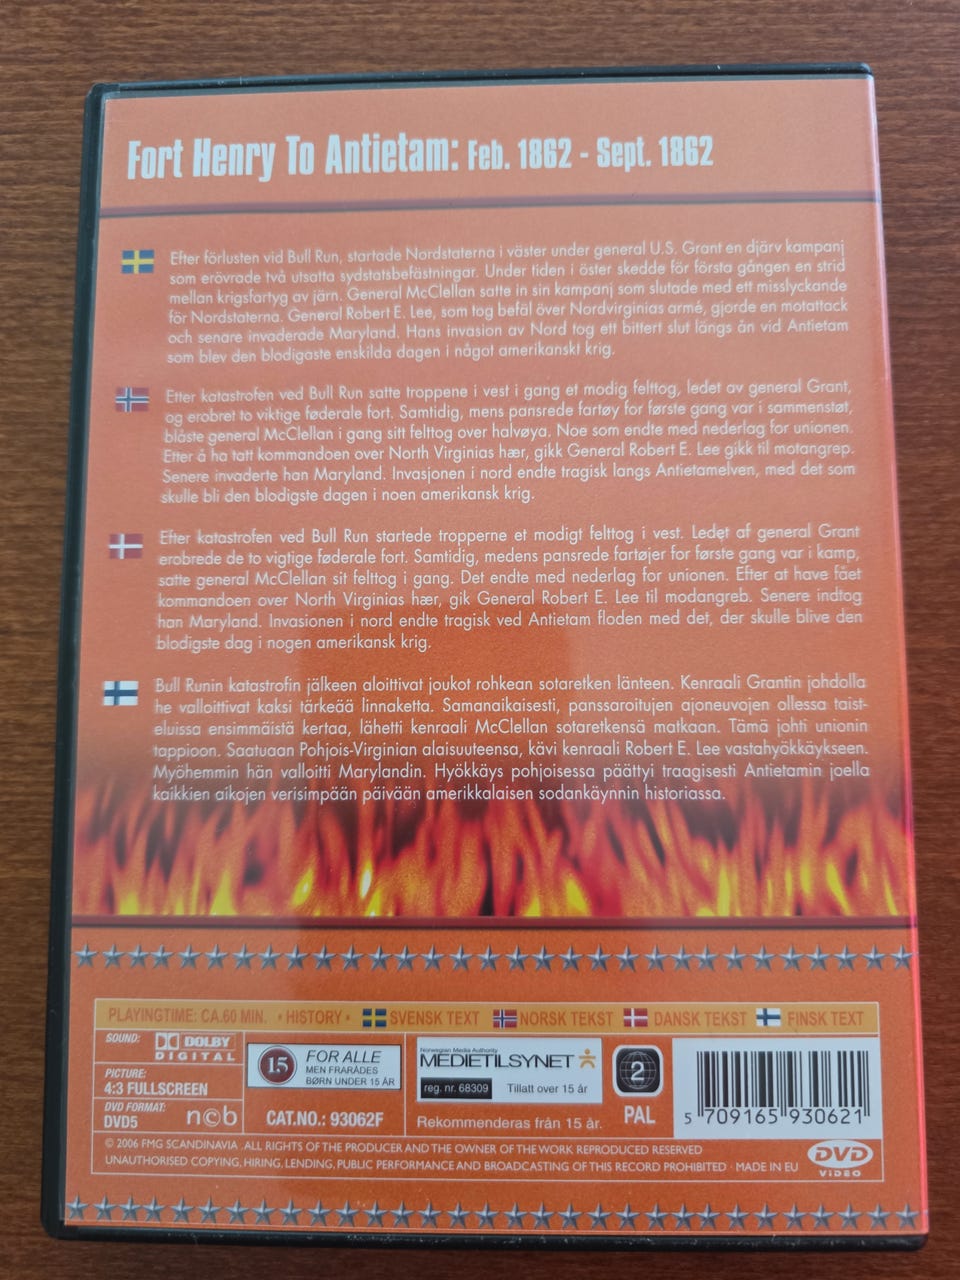 Fort Henry To Antietam: Feb. 1862 - Sept. 1862
Efter förlusten vid Bull Run, startade Nordstaterna i väster under general U.S. Grant en djärv kampanj
som erövrade två utsatta sydstatsbefästningar. Under tiden i öster skedde för första gången en strid
mellan krigsfartyg av järn. General McClellan satte in sin kampanj som slutade med ett misslyckande
för Nordstaterna. General Robert E. Lee, som tog befäl över Nordvirginias armé, gjorde en motattack
och senare invaderade Maryland. Hans invasion av Nord tog ett bittert slut längs ån vid Antietam
som blev den blodigaste enskilda dagen i något amerikanskt krig.
Etter katastrofen ved Bull Run satte troppene i vest i gang et modig felttog, ledet av general Grant,
og erobret to viktige føderale fort. Samtidig, mens pansrede fartøy for første gang var i sammenstøt,
blåste general McClellan i gang sitt felttog over halvøya. Noe som endte med nederlag for unionen.
Etter å ha tatt kommandoen over North Virginias hær, gikk General Robert E. Lee gikk til motangrep.
Senere invaderte han Maryland. Invasjonen i nord endte tragisk langs Antietamelven, med det som
skulle bli den blodigste dagen i noen amerikansk krig.
Efter katastrofen ved Bull Run startede tropperne et modigt felttog i vest. Ledet af general Grant
erobrede de to vigtige føderale fort. Samtidig, medens pansrede fartøjer for første gang var i kamp,
satte general McClellan sit felttog i gang. Det endte med nederlag for unionen. Efter at have fået
kommandoen over North Virginias hær, gik General Robert E. Lee til modangreb. Senere indtog
han Maryland. Invasionen i nord endte tragisk ved Antietam floden med det, der skulle blive den
blodigste dag i nogen amerikansk krig.
Bull Runin katastrofin jälkeen aloittivat joukot rohkean sotaretken länteen. Kenraali Grantin johdolla
he valloittivat kaksi tärkeää linnaketta. Samanaikaisesti, panssaroitujen ajoneuvojen ollessa taist-
eluissa ensimmäistä kertaa, lähetti kenraali McClellan sotaretkensä matkaan. Tämä johti unionin
tappioon. Saatuaan Pohjois-Virginian alaisuuteensa, kävi kenraali Robert E. Lee vastahyökkäykseen.
Myöhemmin hän valloitti Marylandin. Hyökkäys pohjoisessa päättyi traagisesti Antietamin joella
kaikkien aikojen verisimpään päivään amerikkalaisen sodankäynnin historiassa.
PLAYINGTIME: CA.60 MIN. • HISTORY • SVENSK TEXT NORSK TEKST DANSK TEKST FINSK TEXT
SOUND:
DOLBY
DIGITAL
PICTURE:
4:3 FULLSCREEN
DVD FORMAT:
DVD5
ncb
15
FOR ALLE
MEN FRARÅDES
BØRN UNDER 15 ÅR
CAT.NO.: 93062F
Norwegian Media Authority
MEDIETILSYNET
reg. nr. 68309 Tillatt over 15 år
Rekommenderas från 15 år.
2
PAL
5 709165 930621
© 2006 FMG SCANDINAVIA .ALL RIGHTS OF THE PRODUCER AND THE OWNER OF THE WORK REPRODUCED RESERVED
UNAUTHORISED COPYING, HIRING, LENDING, PUBLIC PERFORMANCE AND BROADCASTING OF THIS RECORD PROHIBITED · MADE IN EU
DVD
VIDEO